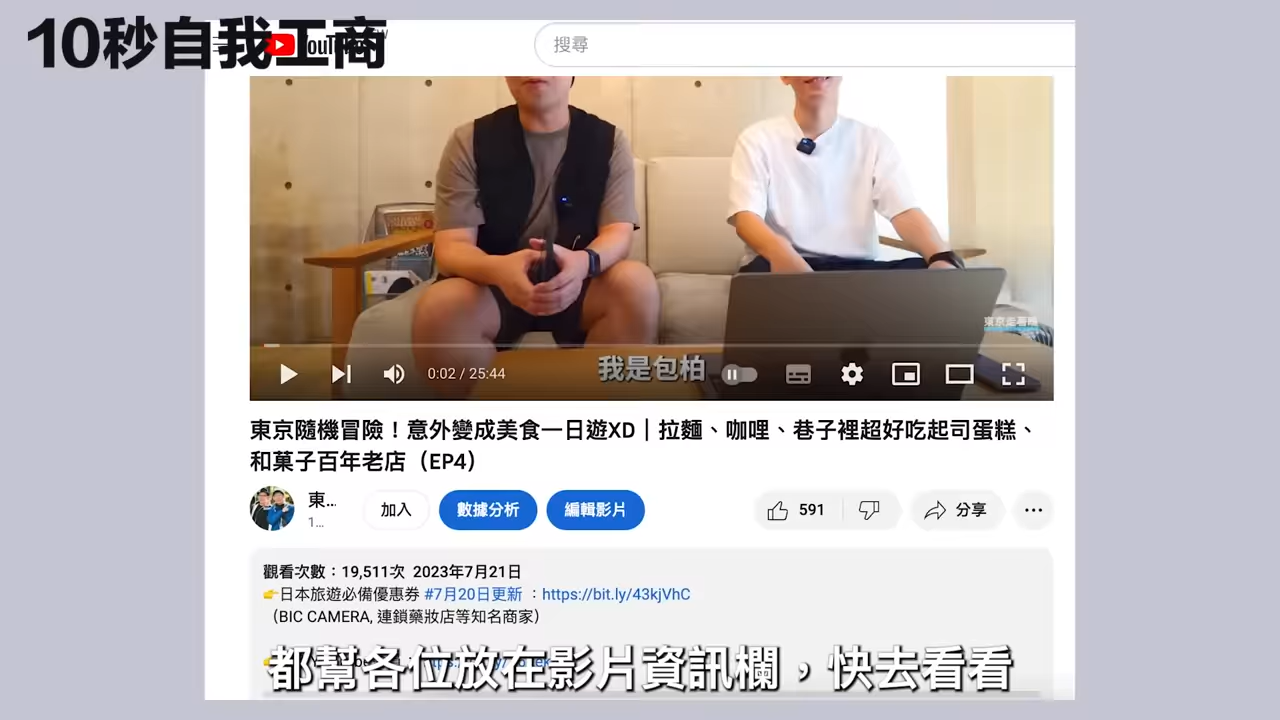 10秒自我工商
YouTube
搜尋
東京走著瞧
0:02 / 25:44
我是包柏
東京隨機冒險！意外變成美食一日遊XD｜拉麵、咖哩、巷子裡超好吃起司蛋糕、
和菓子百年老店（EP4）
東...
1...
加入
數據分析
編輯影片
591
分享
觀看次數：19,511次 2023年7月21日
👉日本旅遊必備優惠券 #7月20日更新 ：https://bit.ly/43kjVhC
（BIC CAMERA, 連鎖藥妝店等知名商家）
都幫各位放在影片資訊欄，快去看看